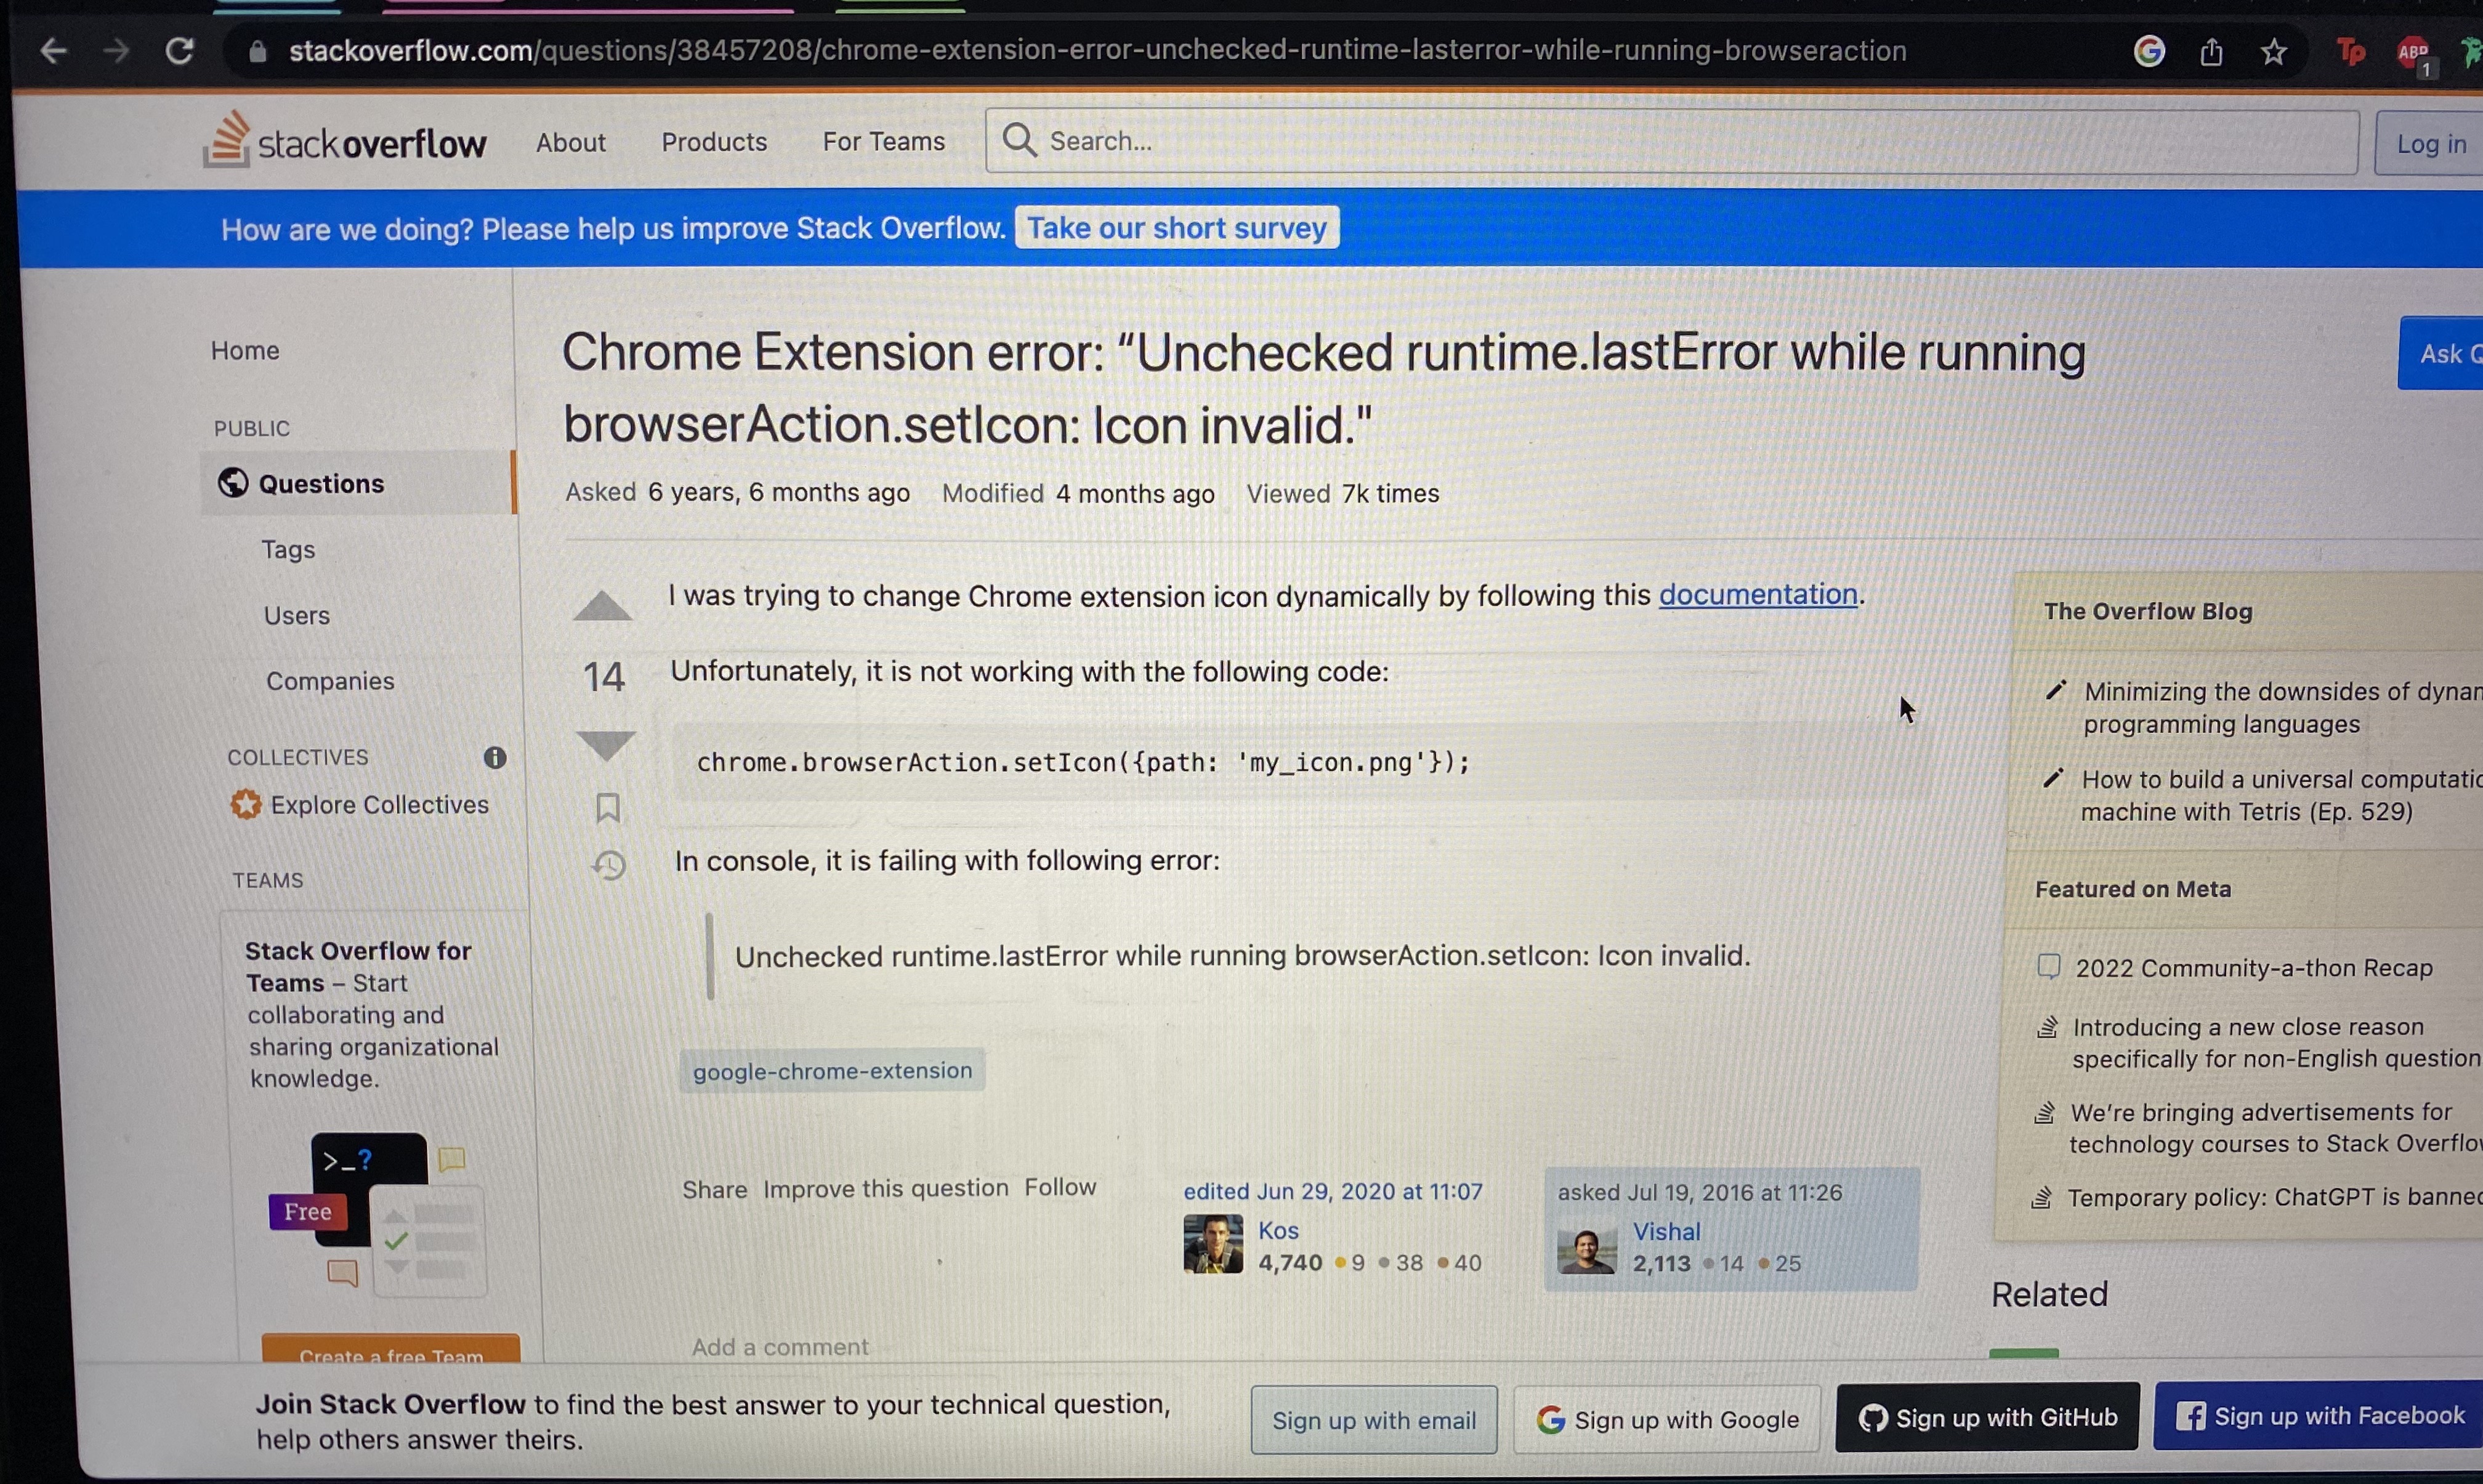 stackoverflow.com/questions/38457208/chrome-extension-error-unchecked-runtime-lasterror-while-running-browseraction
Tp
ABP
1
stackoverflow
About
Products
For Teams
Search...
Log in
How are we doing? Please help us improve Stack Overflow. Take our short survey
Home
PUBLIC
Questions
Tags
Users
Companies
COLLECTIVES
Explore Collectives
TEAMS
Stack Overflow for
Teams – Start
collaborating and
sharing organizational
knowledge.
>_?
Free
Create a free Team
Chrome Extension error: “Unchecked runtime.lastError while running
browserAction.setIcon: Icon invalid."
Ask
Asked 6 years, 6 months ago Modified 4 months ago Viewed 7k times
I was trying to change Chrome extension icon dynamically by following this documentation.
14
Unfortunately, it is not working with the following code:
chrome.browserAction.setIcon({path: 'my_icon.png'});
In console, it is failing with following error:
Unchecked runtime.lastError while running browserAction.setIcon: Icon invalid.
google-chrome-extension
Share Improve this question Follow
edited Jun 29, 2020 at 11:07
Kos
4,740 9 38 40
asked Jul 19, 2016 at 11:26
Vishal
2,113 14 25
Add a comment
The Overflow Blog
Minimizing the downsides of
programming languages
How to build a universal
machine with Tetris (Ep. 529)
Featured on Meta
2022 Community-a-thon Recap
Introducing a new close reason
specifically for non-English question
We’re bringing advertisements for
technology courses to Stack
Temporary policy: ChatGPT is
Related
Join Stack Overflow to find the best answer to your technical question,
help others answer theirs.
Sign up with email
Sign up with Google
Sign up with GitHub
Sign up with Facebook